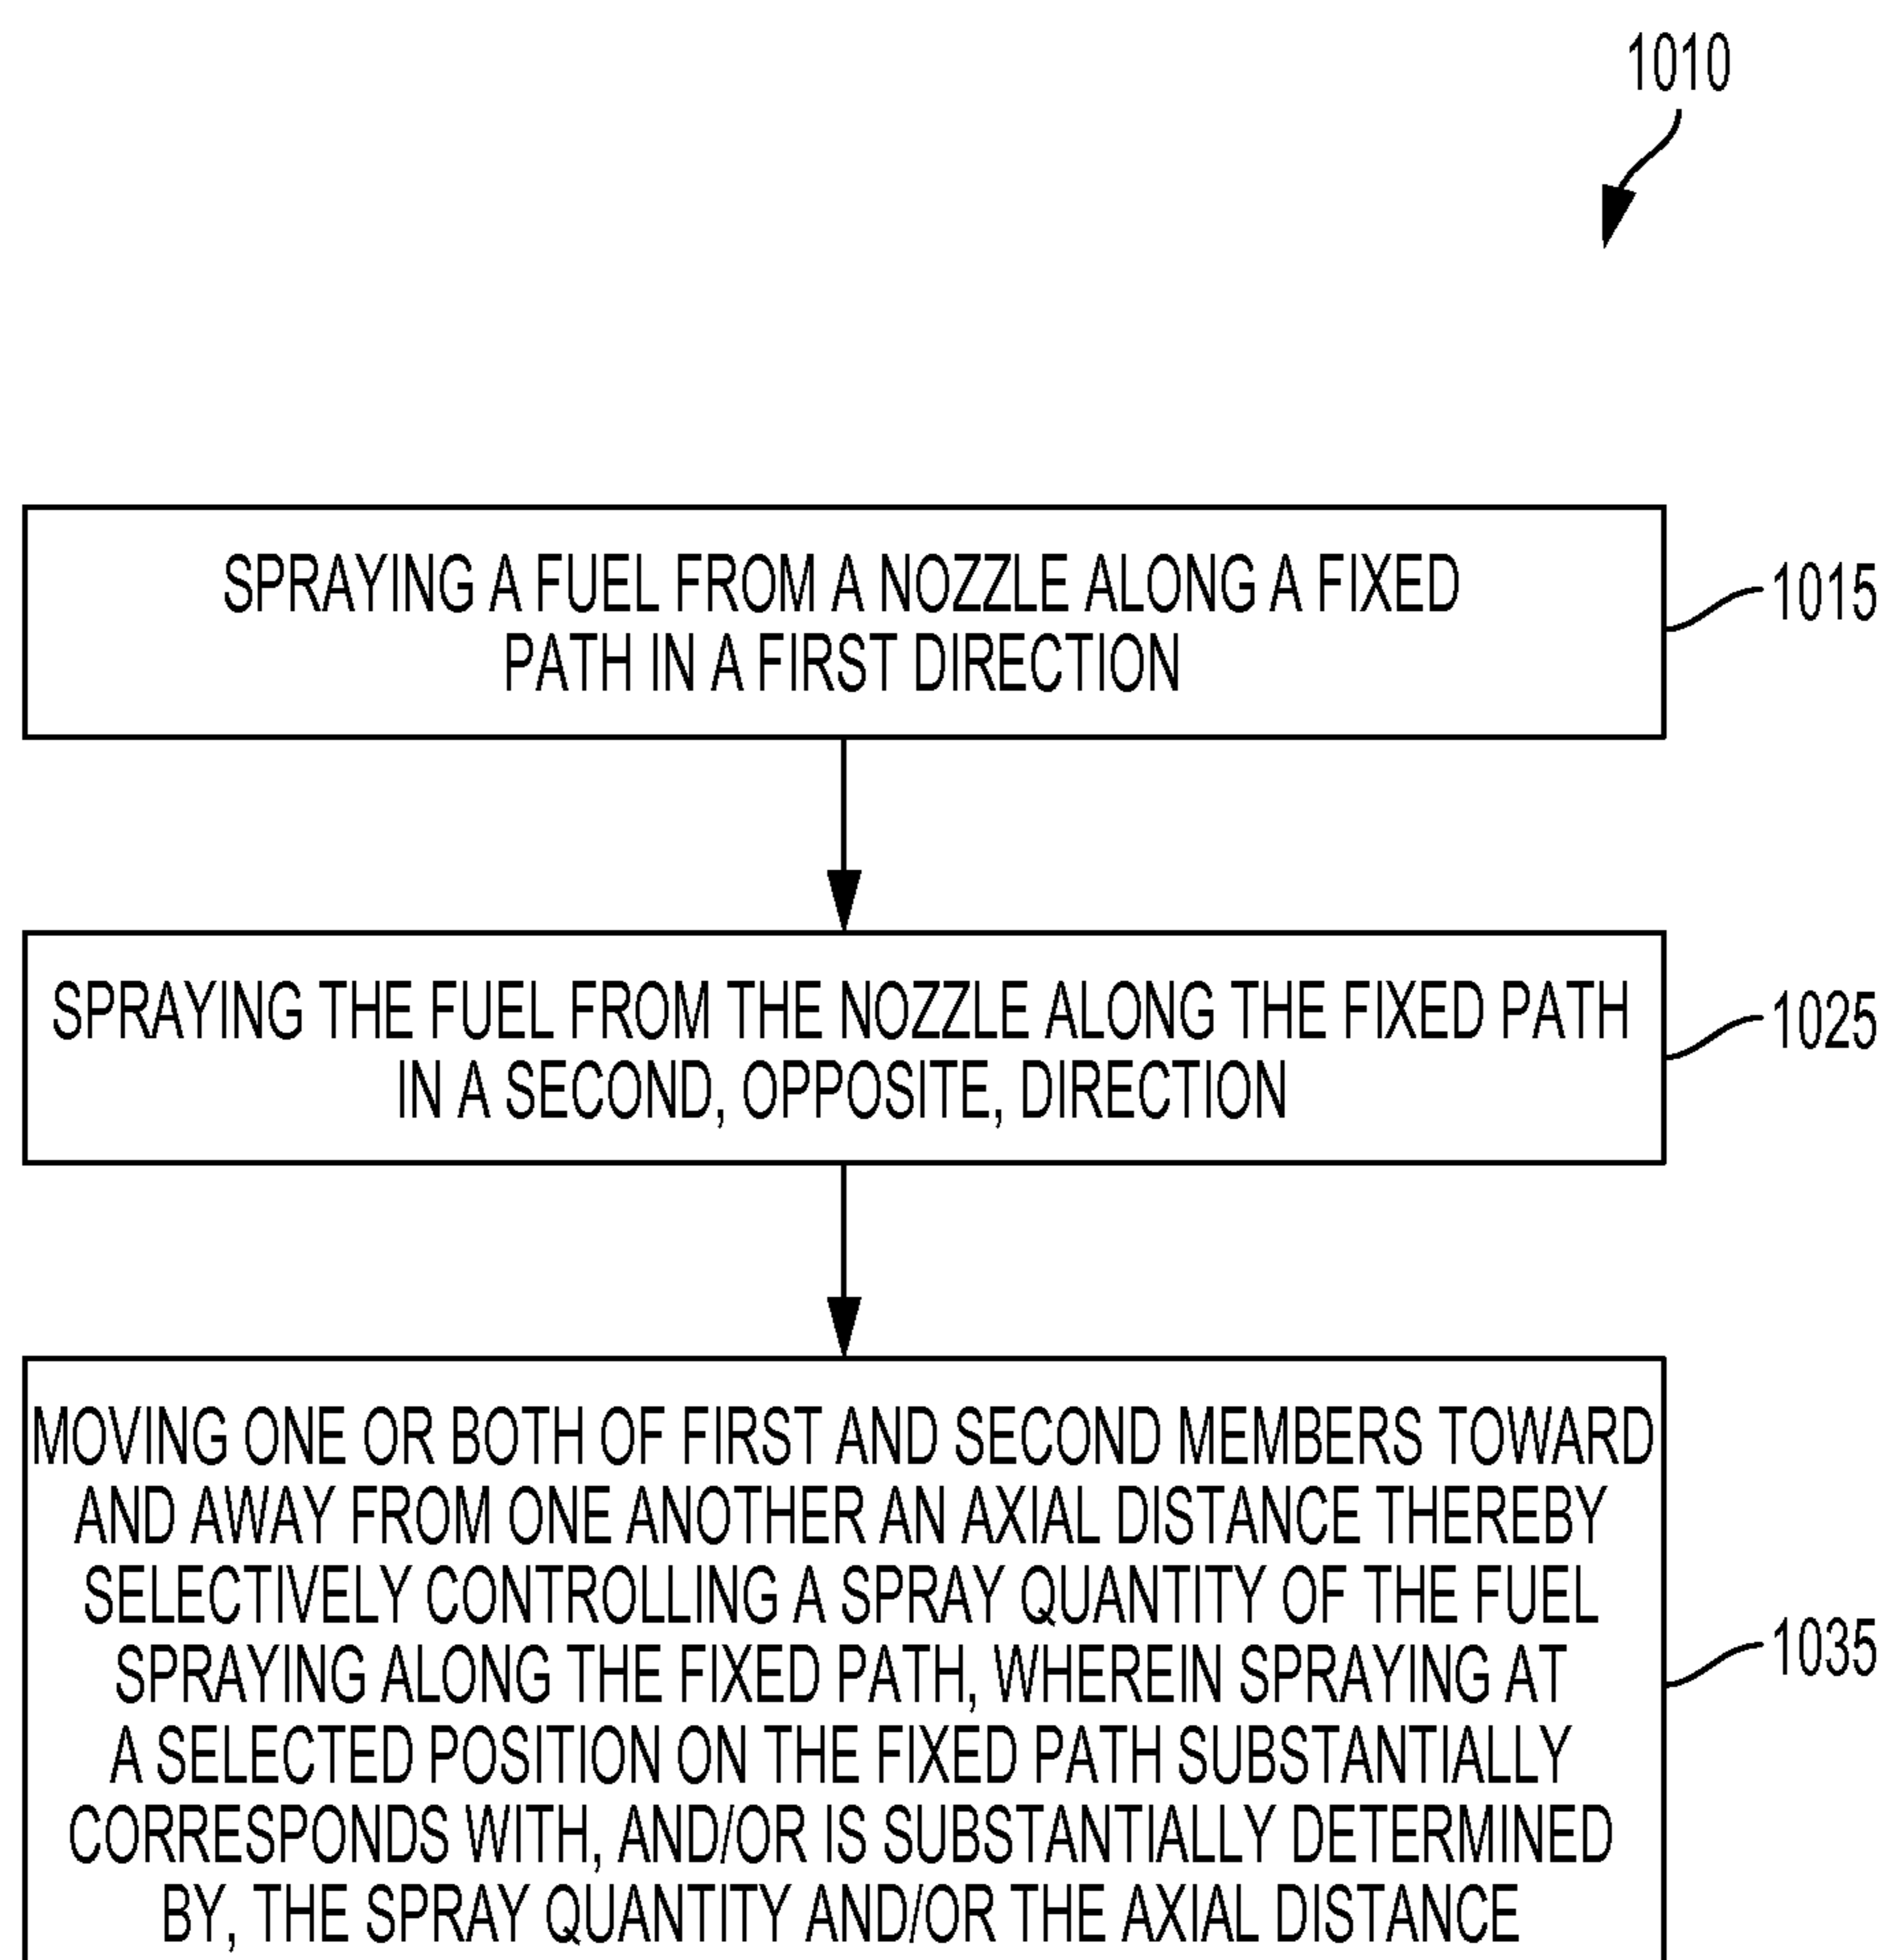 1010
SPRAYING A FUEL FROM A NOZZLE ALONG A FIXED
PATH IN A FIRST DIRECTION
1015
SPRAYING THE FUEL FROM THE NOZZLE ALONG THE FIXED PATH
IN A SECOND, OPPOSITE, DIRECTION
1025
MOVING ONE OR BOTH OF FIRST AND SECOND MEMBERS TOWARD
AND AWAY FROM ONE ANOTHER AN AXIAL DISTANCE THEREBY
SELECTIVELY CONTROLLING A SPRAY QUANTITY OF THE FUEL
SPRAYING ALONG THE FIXED PATH, WHEREIN SPRAYING AT
A SELECTED POSITION ON THE FIXED PATH SUBSTANTIALLY
CORRESPONDS WITH, AND/OR IS SUBSTANTIALLY DETERMINED
BY, THE SPRAY QUANTITY AND/OR THE AXIAL DISTANCE
1035